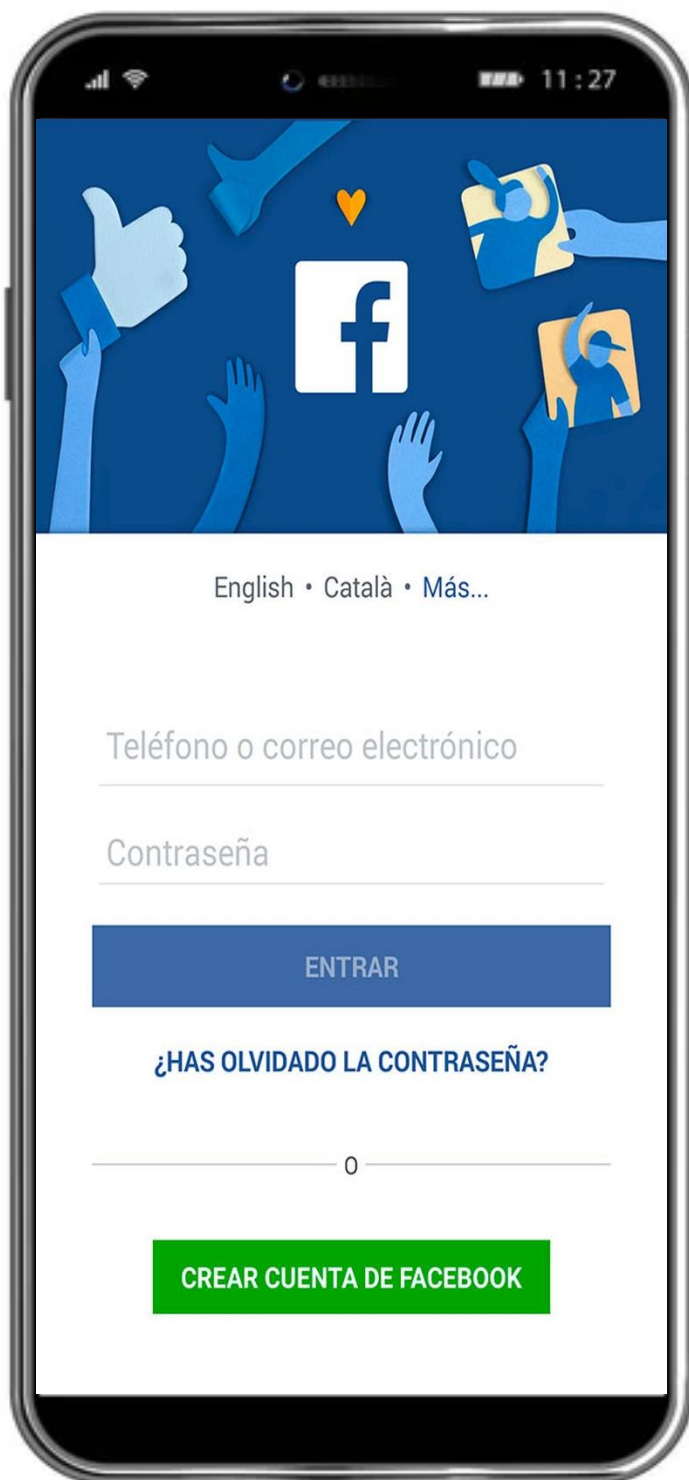 11:27
f
English • Català • Más...
Teléfono o correo electrónico
Contraseña
ENTRAR
¿HAS OLVIDADO LA CONTRASEÑA?
O
CREAR CUENTA DE FACEBOOK